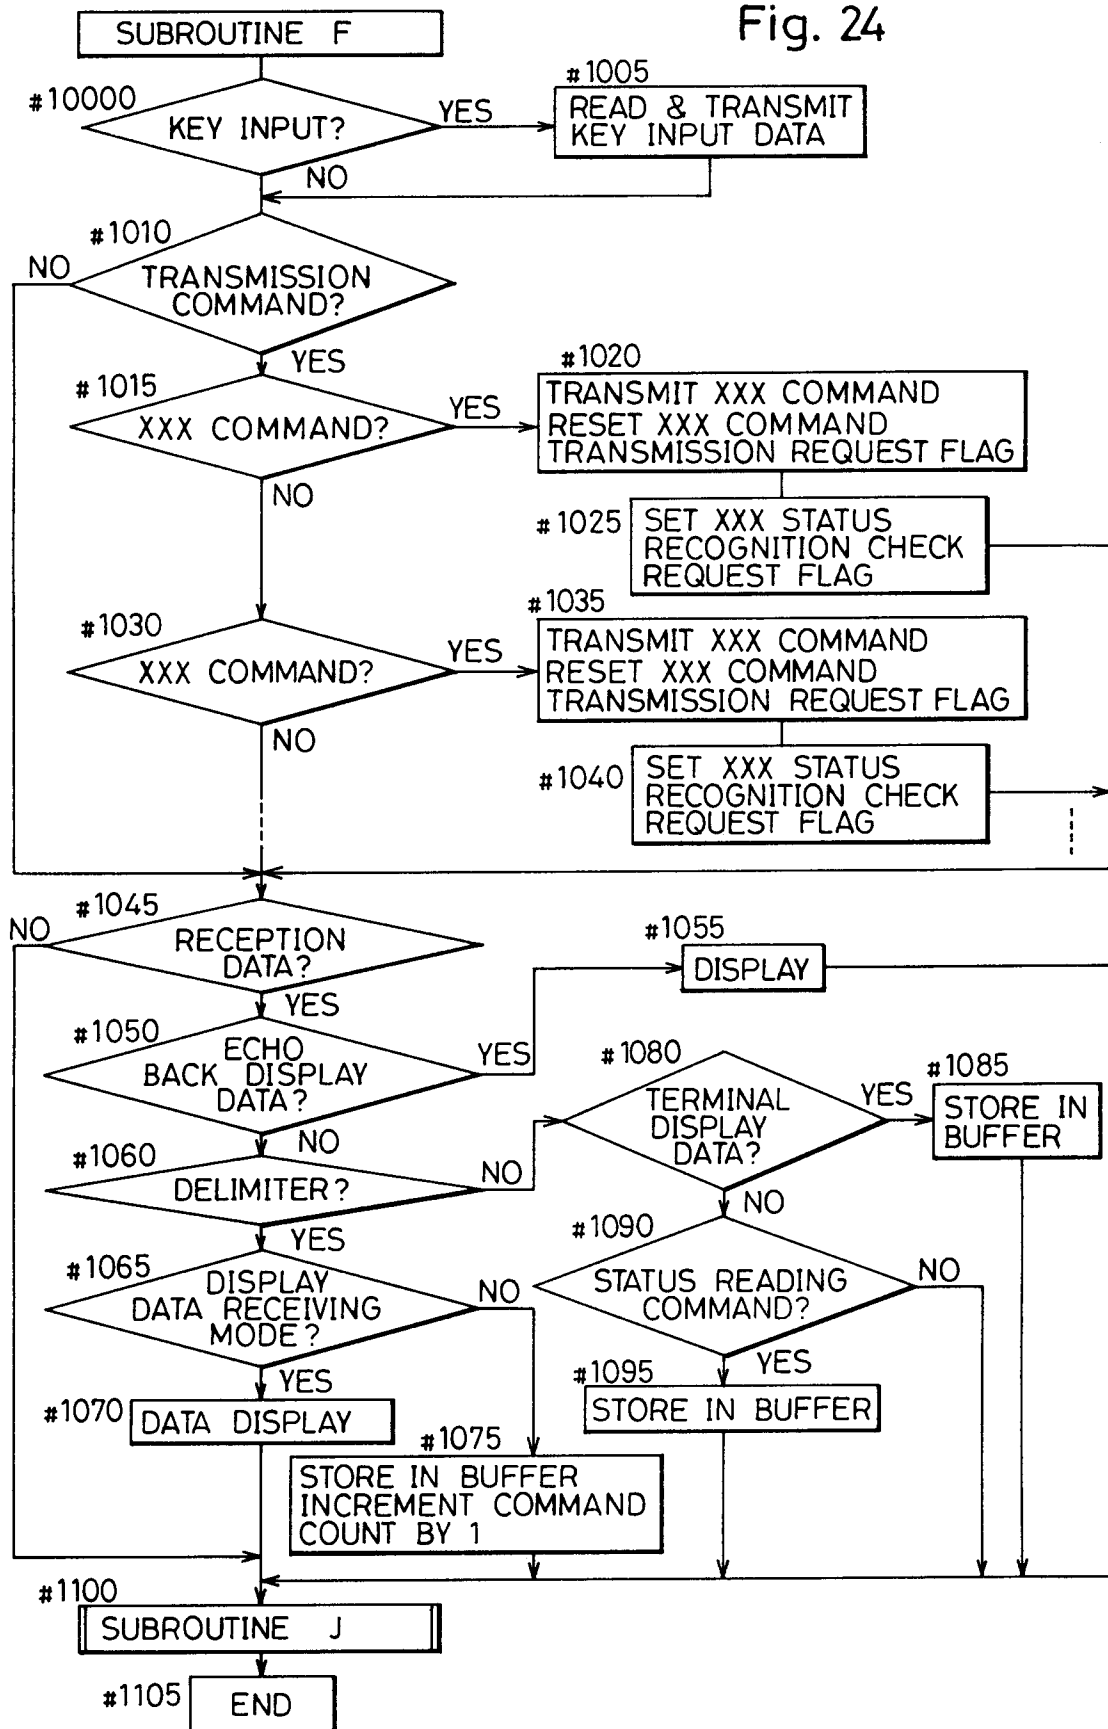 Fig. 24
SUBROUTINE F
#10000
KEY INPUT?
YES
NO
#1005
READ & TRANSMIT
KEY INPUT DATA
#1010
NO
TRANSMISSION
COMMAND?
YES
#1015
XXX COMMAND?
YES
NO
#1020
TRANSMIT XXX COMMAND
RESET XXX COMMAND
TRANSMISSION REQUEST FLAG
#1025
SET XXX STATUS
RECOGNITION CHECK
REQUEST FLAG
#1030
XXX COMMAND?
YES
NO
#1035
TRANSMIT XXX COMMAND
RESET XXX COMMAND
TRANSMISSION REQUEST FLAG
#1040
SET XXX STATUS
RECOGNITION CHECK
REQUEST FLAG
#1045
NO
RECEPTION
DATA?
YES
#1055
DISPLAY
#1050
ECHO
BACK DISPLAY
DATA?
YES
NO
#1060
DELIMITER?
NO
YES
#1080
TERMINAL
DISPLAY
DATA?
YES
NO
#1085
STORE IN
BUFFER
#1065
DISPLAY
DATA RECEIVING
MODE?
NO
YES
#1090
STATUS READING
COMMAND?
NO
YES
#1070
DATA DISPLAY
#1095
STORE IN BUFFER
#1075
STORE IN BUFFER
INCREMENT COMMAND
COUNT BY 1
#1100
SUBROUTINE J
#1105
END